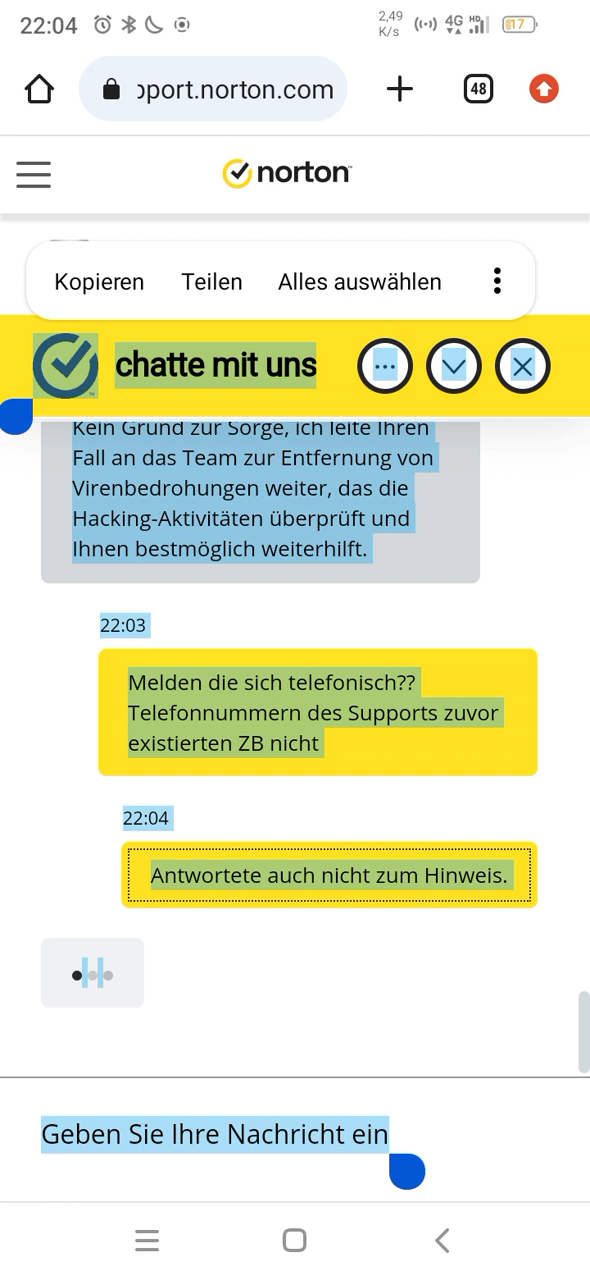 22:04
2,49
K/s
4G
HD
17
pport.norton.com
48
norton
Kopieren Teilen Alles auswählen
chatte mit uns
Kein Grund zur Sorge, ich leite Ihren
Fall an das Team zur Entfernung von
Virenbedrohungen weiter, das die
Hacking-Aktivitäten überprüft und
Ihnen bestmöglich weiterhilft.
22:03
Melden die sich telefonisch??
Telefonnummern des Supports zuvor
existierten ZB nicht
22:04
Antwortete auch nicht zum Hinweis.
Geben Sie Ihre Nachricht ein